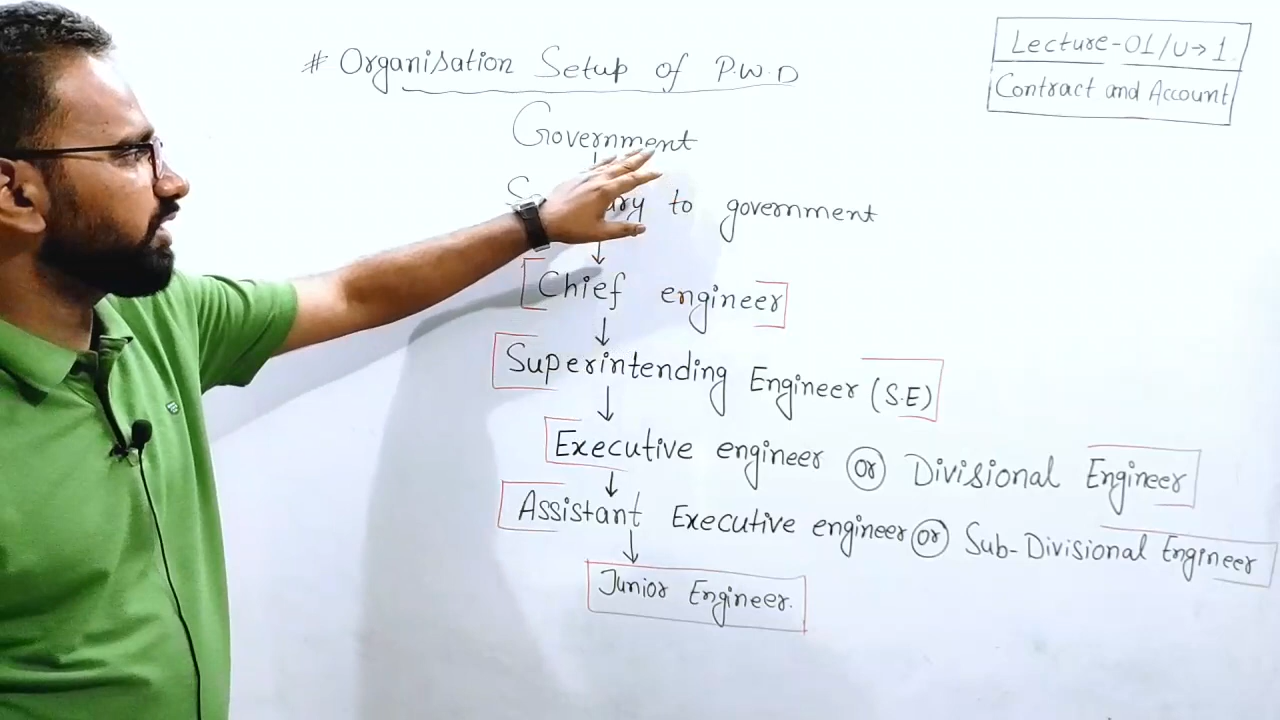 # Organisation Setup of P.W.D
Lecture-01/U→1
Contract and Account
Government
to government
Chief engineer
Superintending Engineer (S.E)
Executive engineer or Divisional Engineer
Assistant Executive engineer or Sub-Divisional Engineer
Junior Engineer.